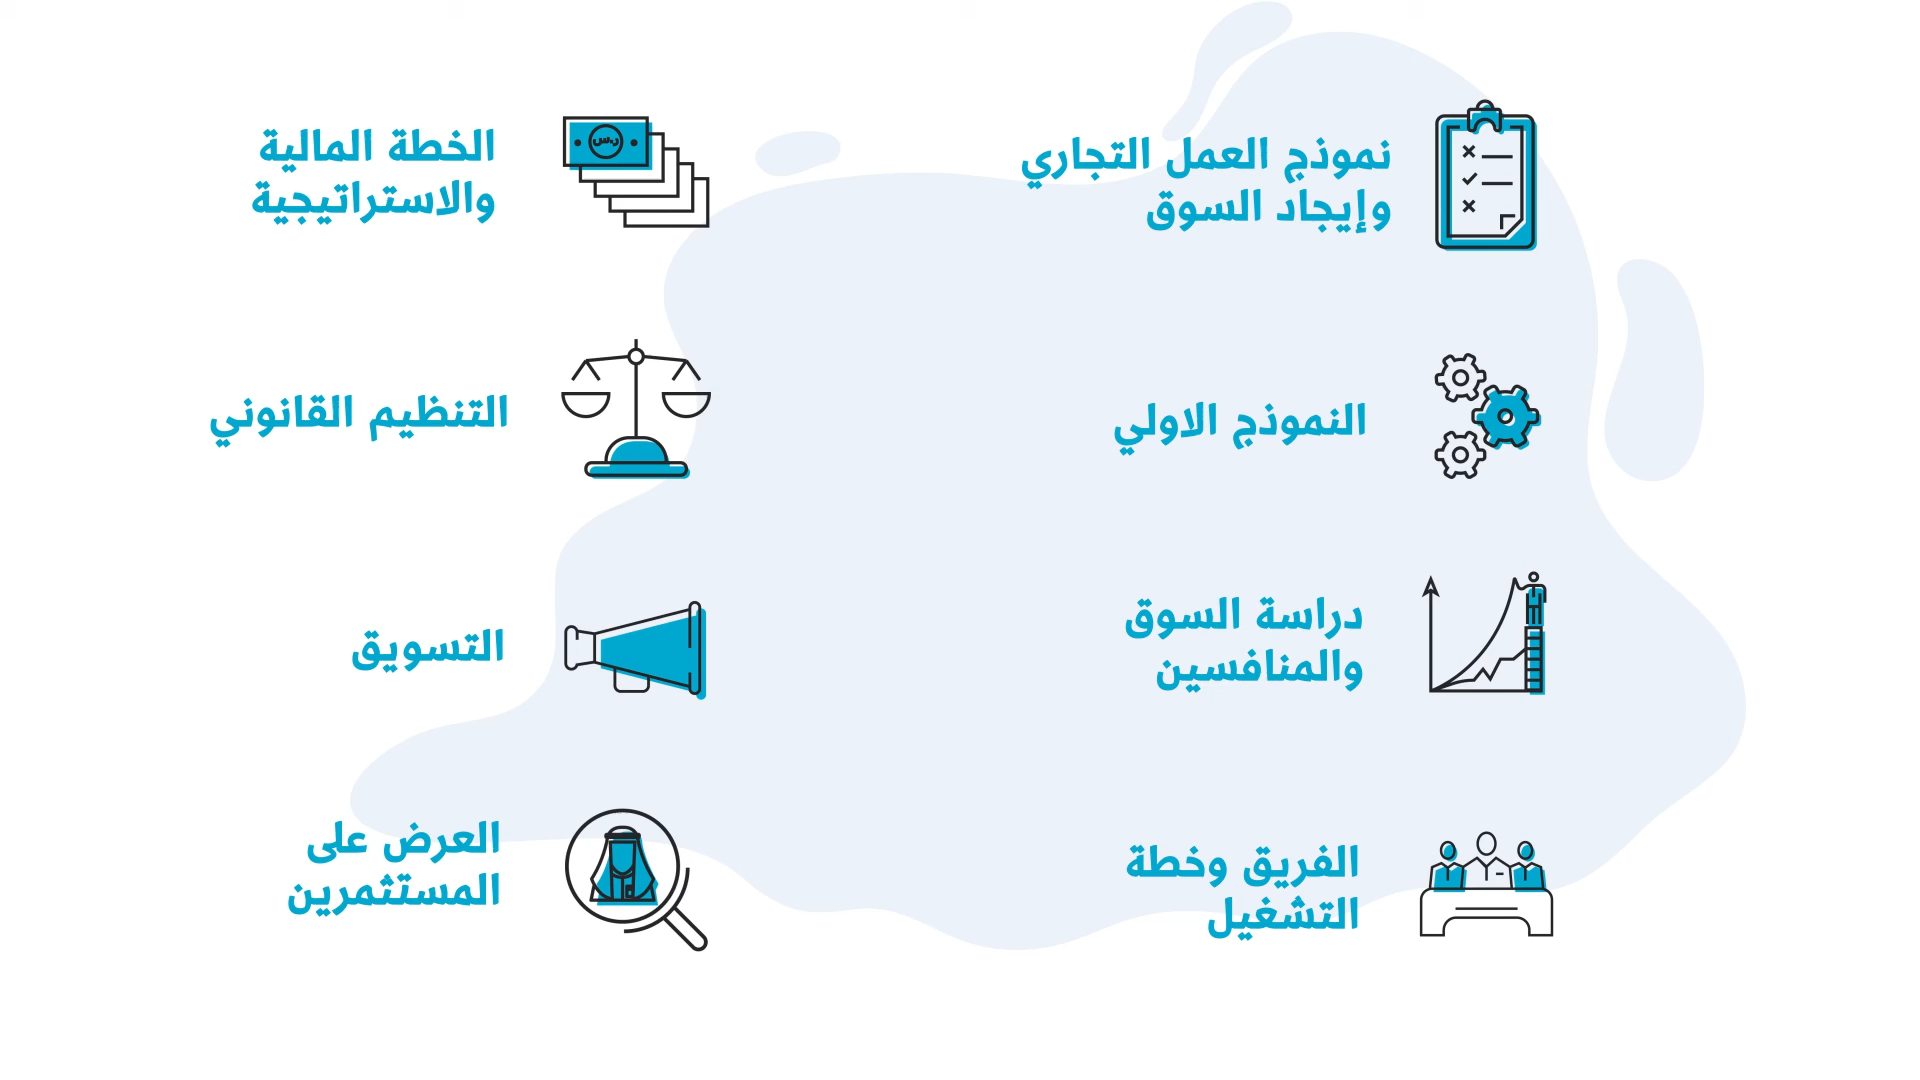 نموذج العمل التجاري
وإيجاد السوق
النموذج الاولي
دراسة السوق
والمنافسين
الفريق وخطة
التشغيل
الخطة المالية
والاستراتيجية
ر.س
التنظيم القانوني
التسويق
العرض على
المستثمرين